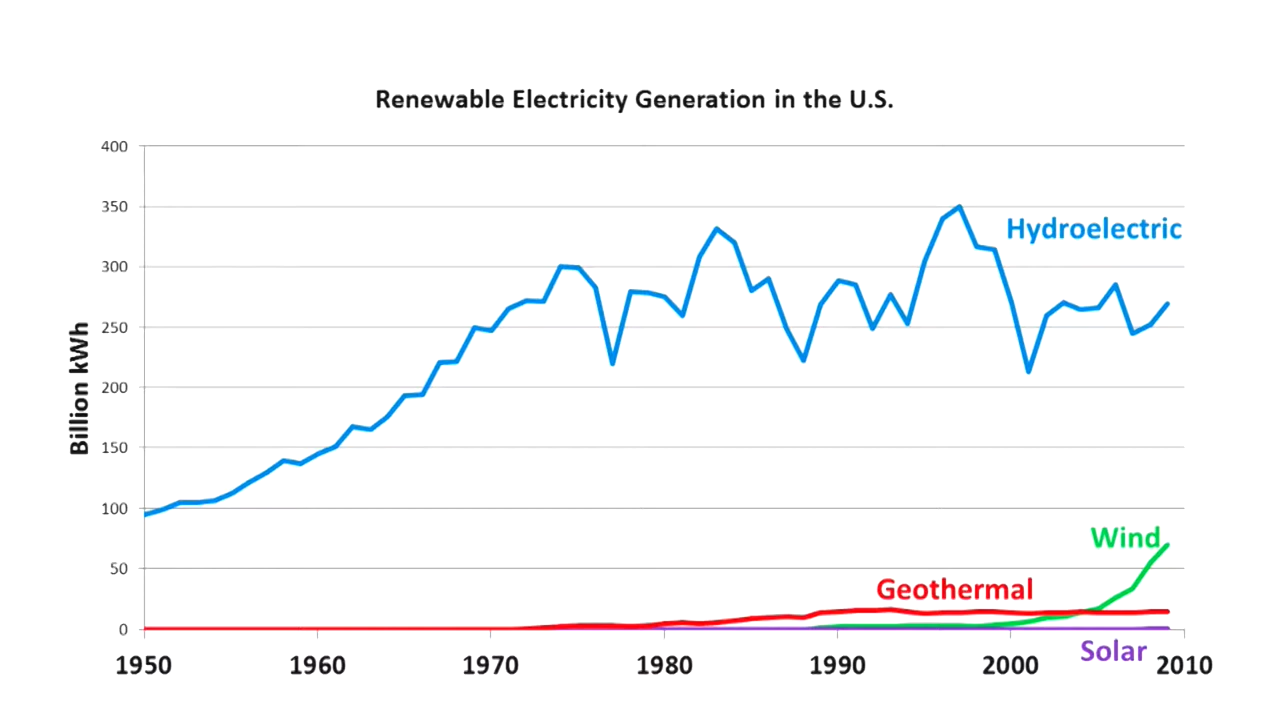 Renewable Electricity Generation in the U.S.
400
350
Hydroelectric
300
250
Billion kWh
200
150
100
Wind
50
Geothermal
0
Solar
1950 1960 1970 1980 1990 2000 2010